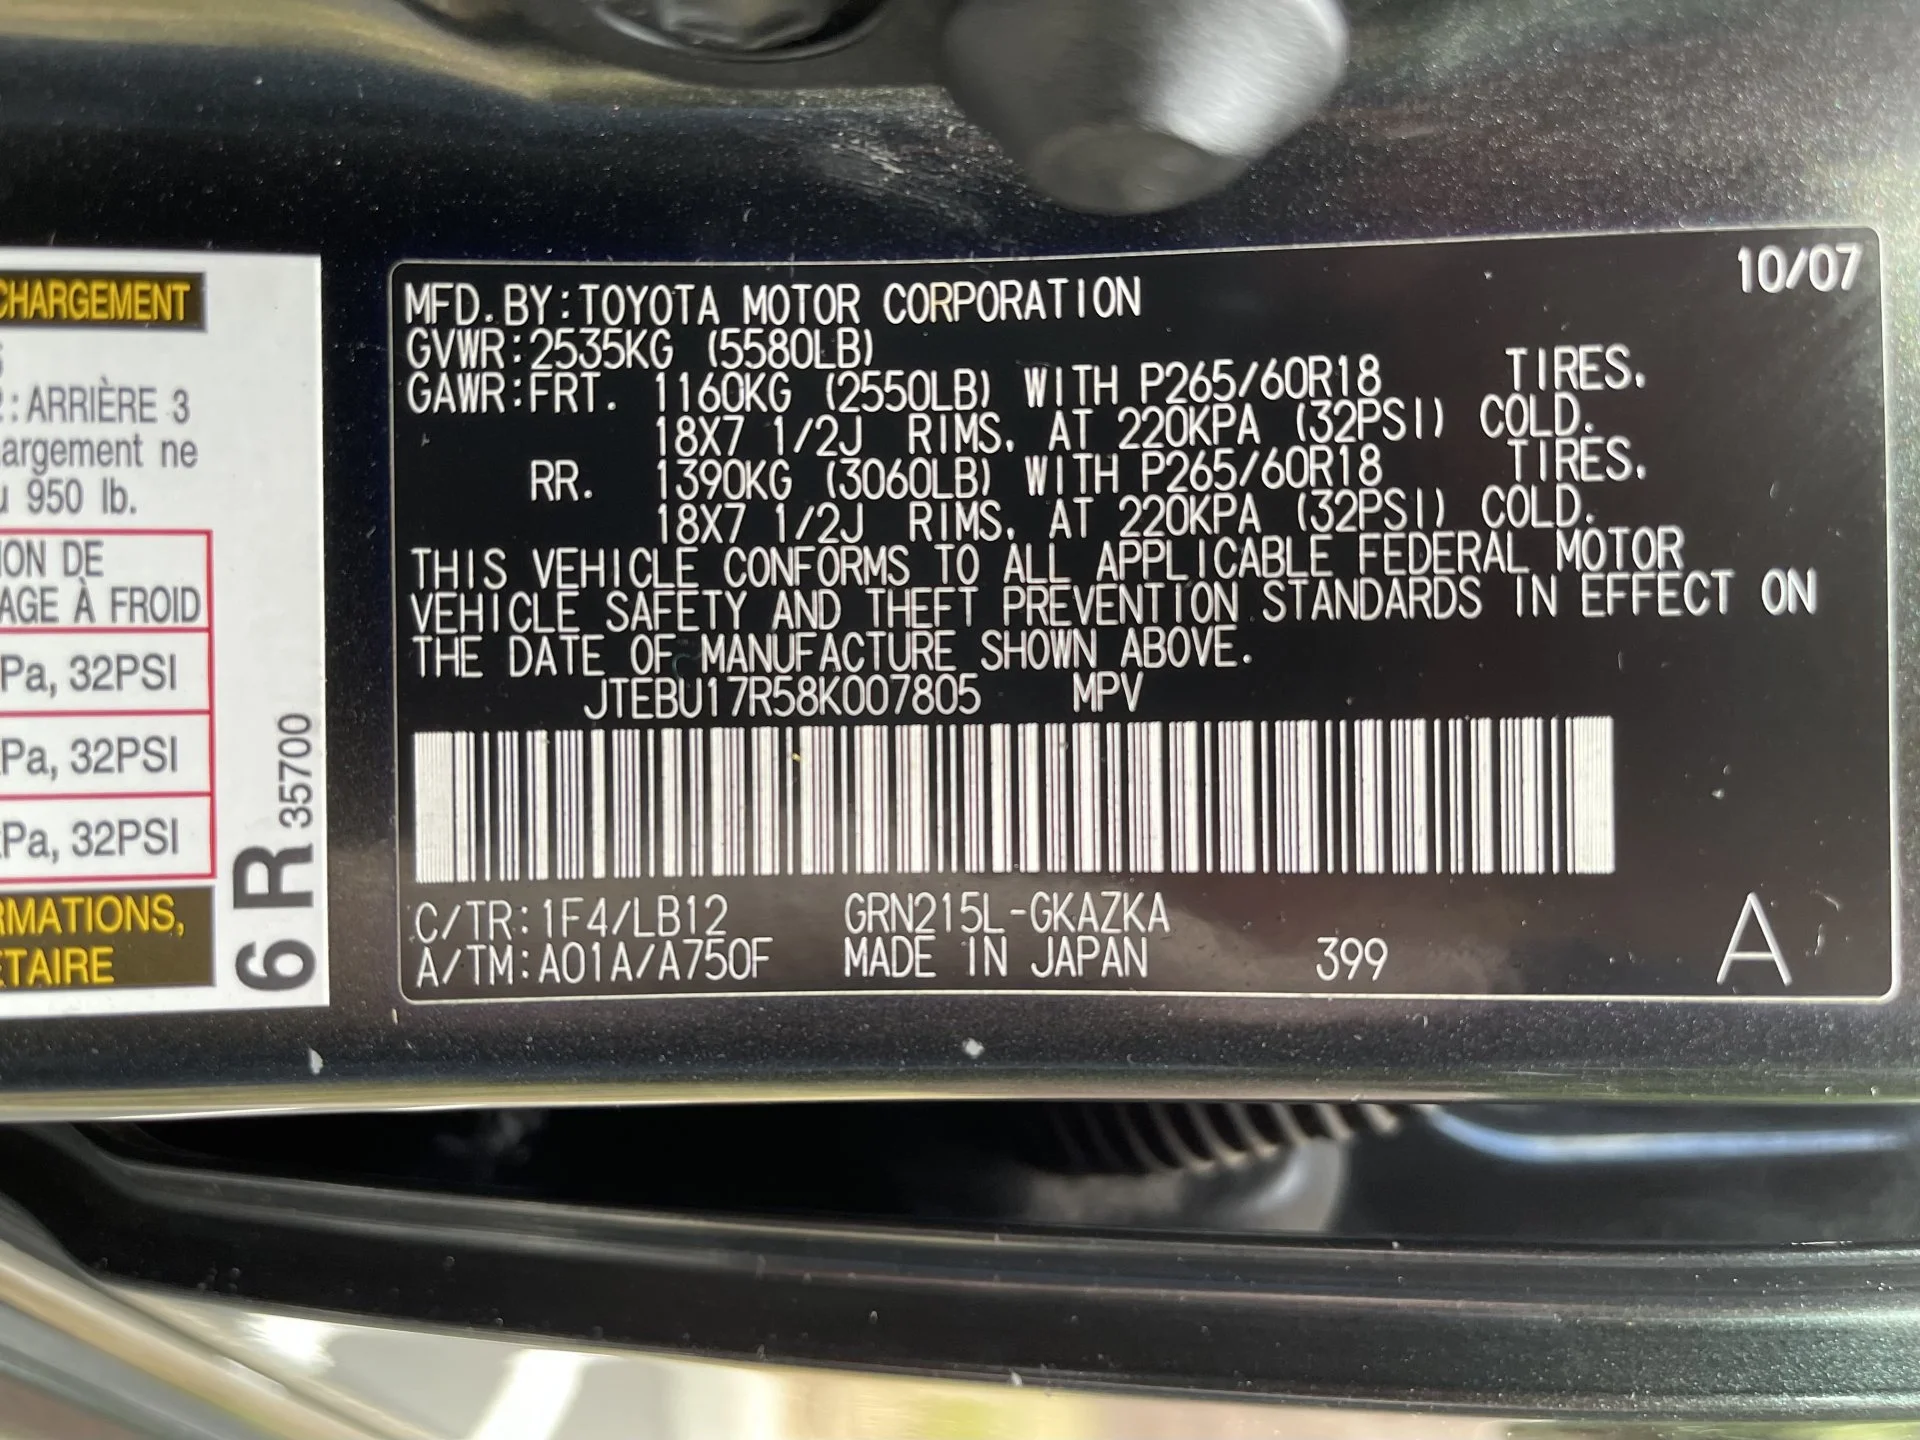 CHARGEMENT
: ARRIÈRE 3
argement ne
950 lb.
ION DE
AGE À FROID
Pa, 32PSI
Pa, 32PSI
Pa, 32PSI
RMATIONS,
ETAIRE
6 R 35700
10/07
MFD.BY:TOYOTA MOTOR CORPORATION
GVWR:2535KG (5580LB)
GAWR:FRT. 1160KG (2550LB) WITH P265/60R18 TIRES.
18X7 1/2J RIMS, AT 220KPA (32PSI) COLD.
RR. 1390KG (3060LB) WITH P265/60R18 TIRES.
18X7 1/2J RIMS, AT 220KPA (32PSI) COLD.
THIS VEHICLE CONFORMS TO ALL APPLICABLE FEDERAL MOTOR
VEHICLE SAFETY AND THEFT PREVENTION STANDARDS IN EFFECT ON
THE DATE OF MANUFACTURE SHOWN ABOVE.
JTEBU17R58K007805 MPV
C/TR:1F4/LB12 GRN215L-GKAZKA
A/TM:A01A/A750F MADE IN JAPAN 399 A